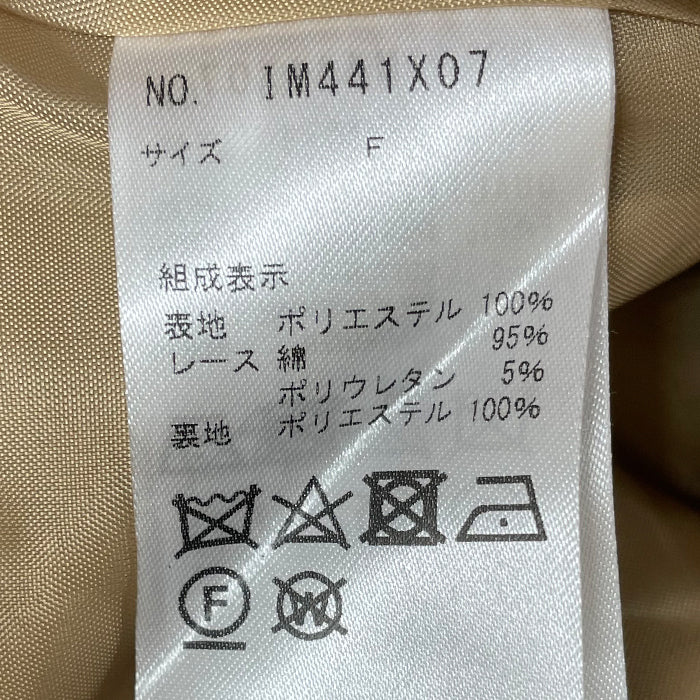 NO. IM441X07
サイズ F
組成表示
表地 ポリエステル 100%
レース 綿 95%
ポリウレタン 5%
裏地 ポリエステル 100%
F W